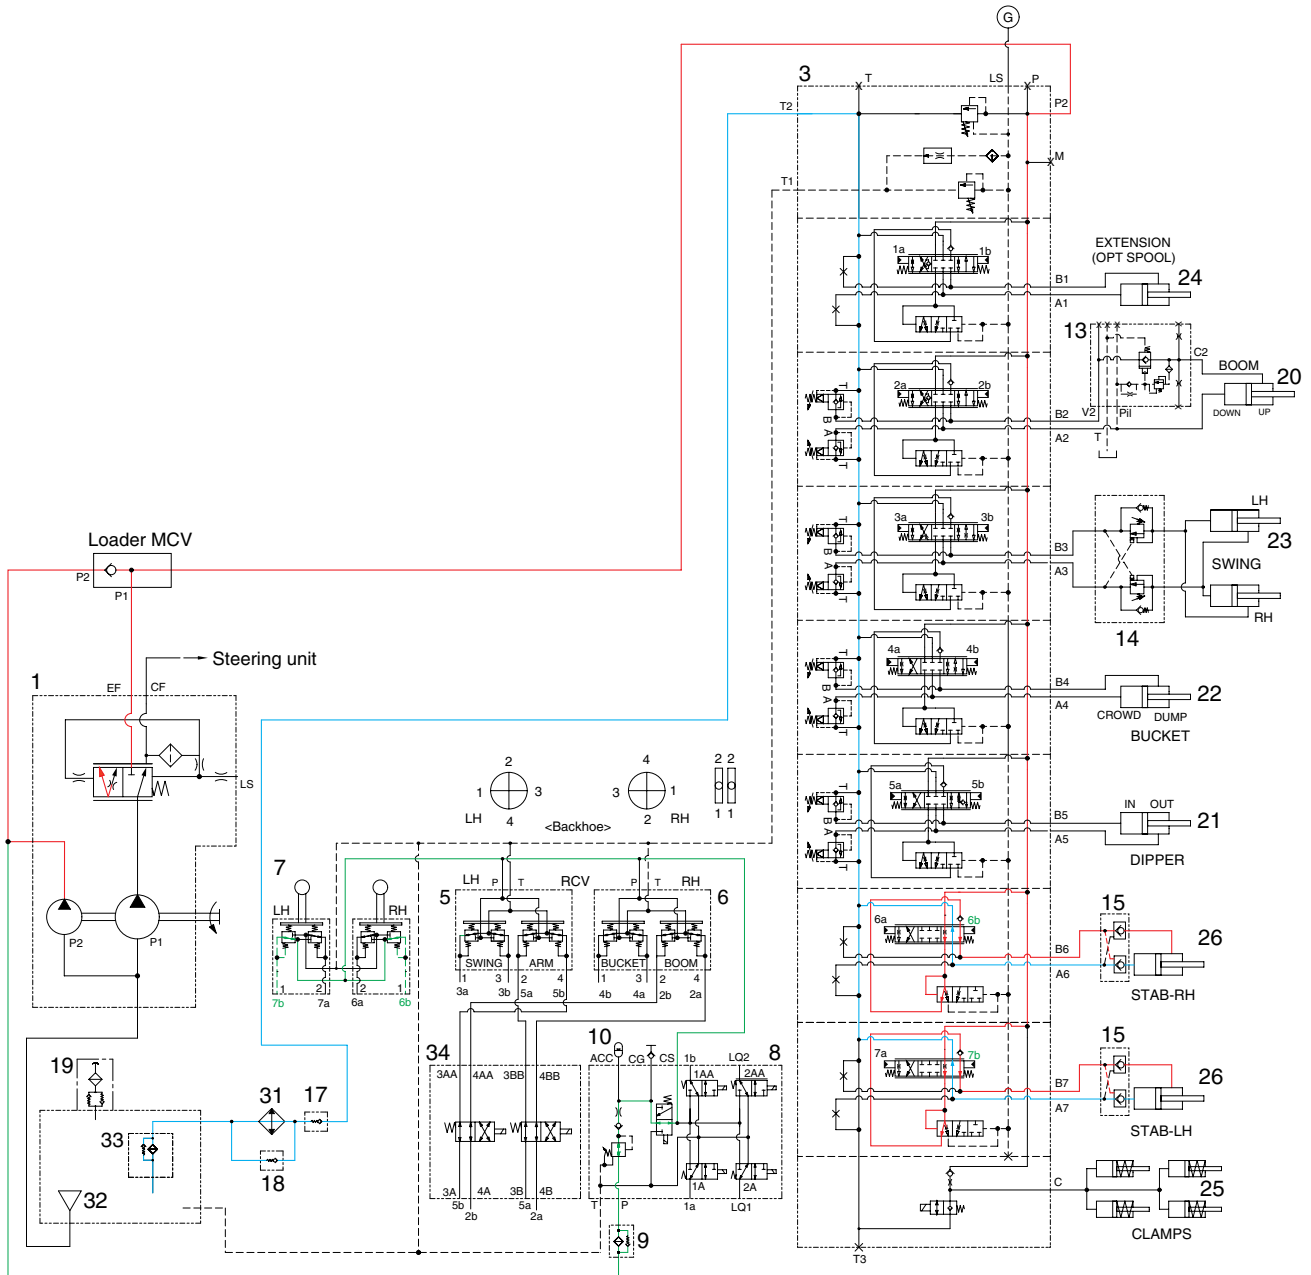 G
3
T
LS
P
T2
P2
M
T1
EXTENSION
(OPT SPOOL)
1a
1b
B1
A1
24
13
C2
BOOM
20
DOWN
UP
V2
Pil
T
2a
2b
T
B
A
T
B2
A2
3a
3b
T
B
A
T
B3
A3
LH
23
SWING
RH
14
Loader MCV
P2
P1
Steering unit
1
EF
CF
LS
P2
P1
4a
4b
T
B
A
T
B4
A4
22
CROWD
DUMP
BUCKET
2
1
3
4
LH
4
3
1
2
RH
2 2
1 1
<Backhoe>
5a
5b
T
B
A
T
B5
A5
IN
OUT
21
DIPPER
7
LH
RH
1
2
2
1
7b
7a
6a
6b
5
LH
P
T
RCV
P
T
RH
6
SWING
ARM
BUCKET
BOOM
1
3
2
4
1
3
2
4
3a
3b
5a
5b
4b
4a
2b
2a
6a
6b
B6
A6
15
26
STAB-RH
7a
7b
B7
A7
15
26
STAB-LH
19
33
32
31
17
18
34
3AA
4AA
3BB
4BB
3A
4A
3B
4B
5b
2b
5a
2a
10
ACC
CG
CS
1b
LQ2
8
1AA
2AA
1A
2A
T
P
1a
LQ1
9
C
25
CLAMPS
T3